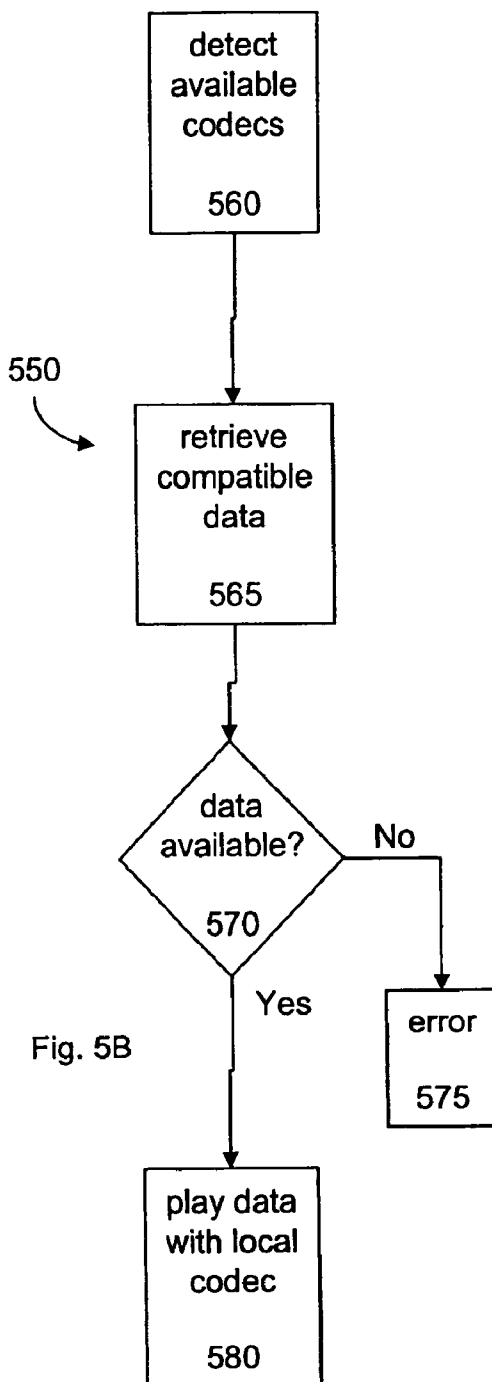 detect
available
codecs
560
550
retrieve
compatible
data
565
data
available?
570
No
Yes
error
575
Fig. 5B
play data
with local
codec
580